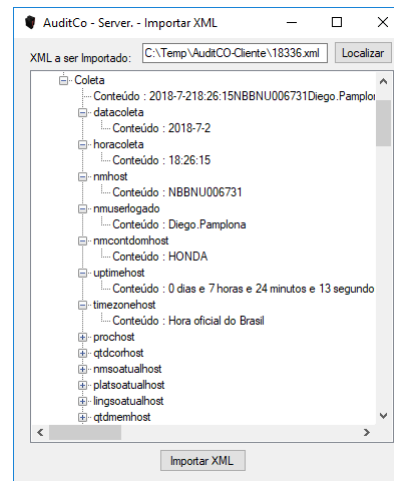 AuditCo - Server. - Importar XML
XML a ser Importado: C:\Temp\AuditCO-Cliente\18336.xml Localizar
Coleta
Conteúdo : 2018-7-218:26:15NBBNU006731Diego.Pamplon
datacoleta
Conteúdo : 2018-7-2
horacoleta
Conteúdo : 18:26:15
nmhost
Conteúdo : NBBNU006731
nmuserlogado
Conteúdo : Diego.Pamplona
nmcontdomhost
Conteúdo : HONDA
uptimehost
Conteúdo : 0 dias e 7 horas e 24 minutos e 13 segundo
timezonehost
Conteúdo : Hora oficial do Brasil
prochost
qtdcorhost
nmsoatualhost
platsoatualhost
lingsoatualhost
qtdmemhost
Importar XML